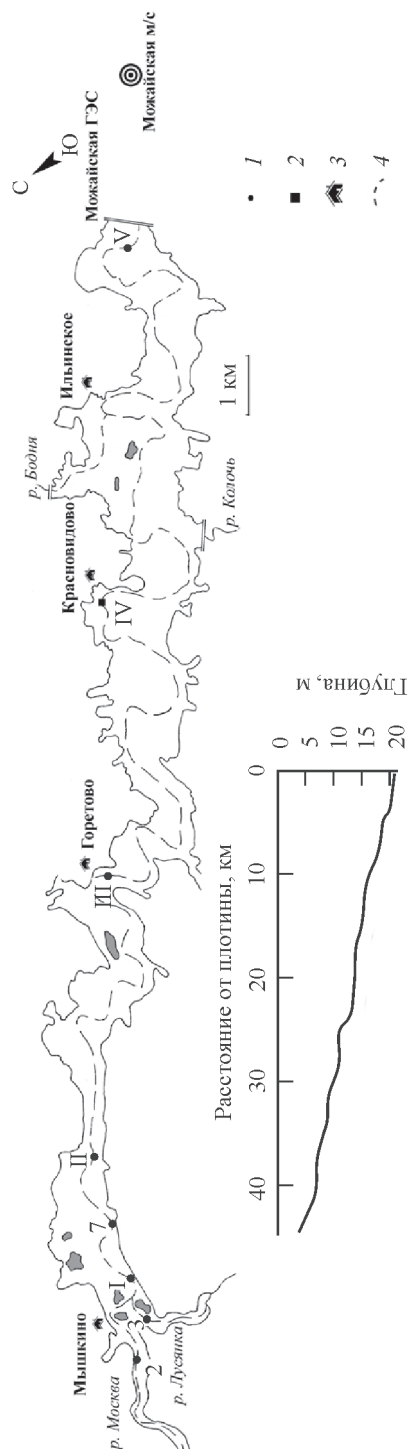 С
Ю
Можайская ГЭС
Можайская м/с
р. Москва
Мышкино
р. Лусянка
2
3
I
7
II
Горетово
III
Красновидово
IV
р. Бодня
Ильинское
р. Колочь
V
1 км
1
2
3
4
Расстояние от плотины, км
40
30
20
10
0
0
5
10
15
20
Глубина, м